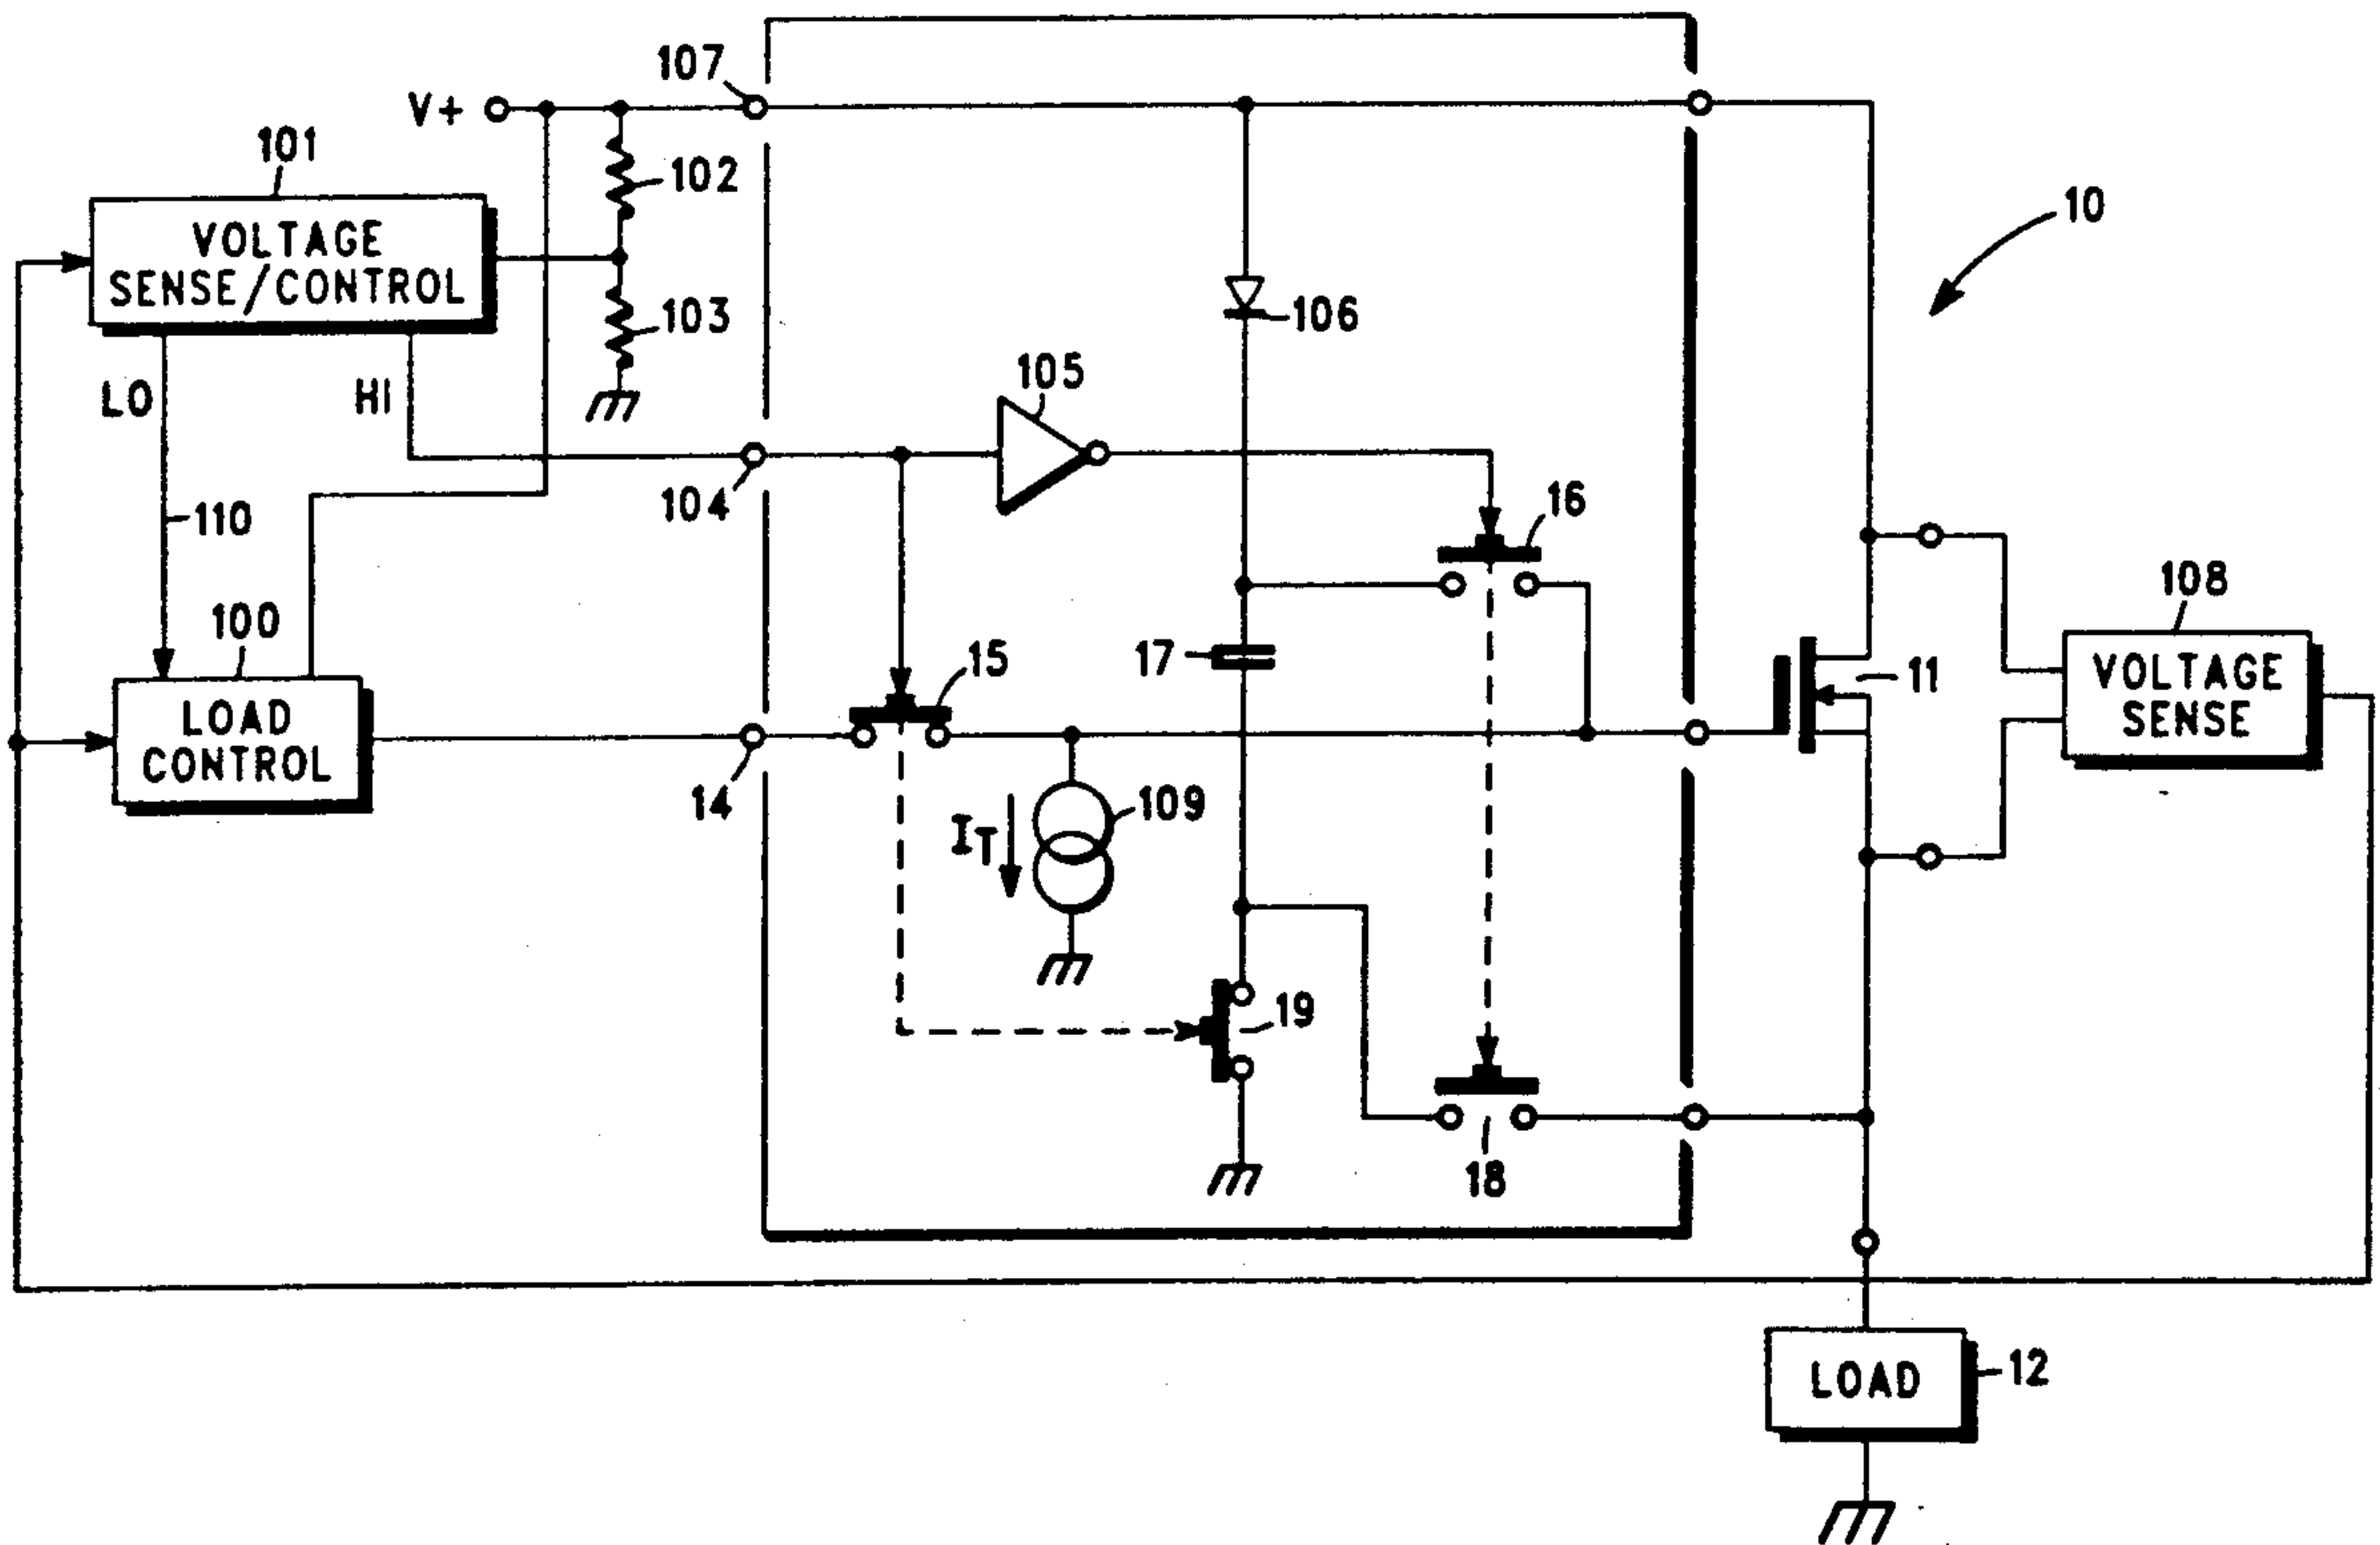 107
V+
101
102
10
VOLTAGE
SENSE/CONTROL
103
106
105
LO
HI
16
104
110
108
100
15
17
11
VOLTAGE
SENSE
LOAD
CONTROL
14
IT
109
19
18
LOAD
12